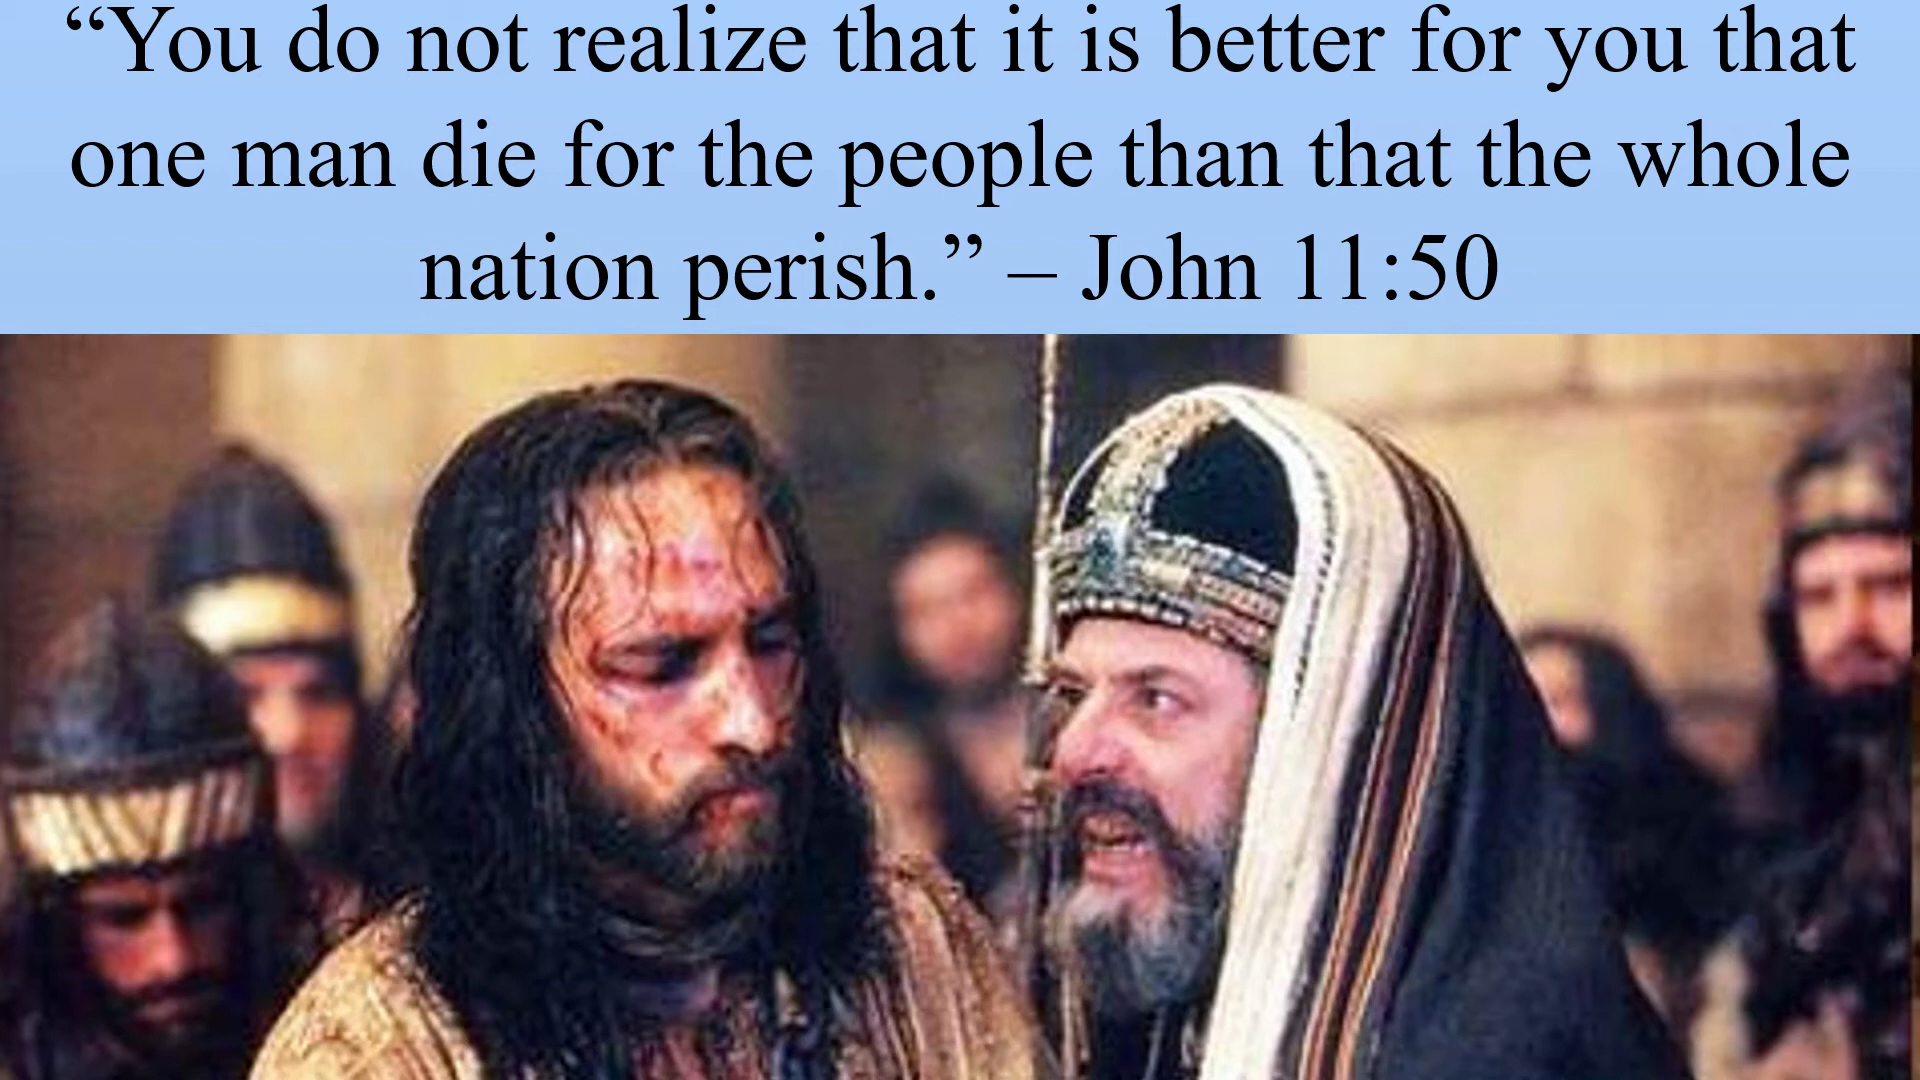 “You do not realize that it is better for you that
one man die for the people than that the whole
nation perish.” – John 11:50